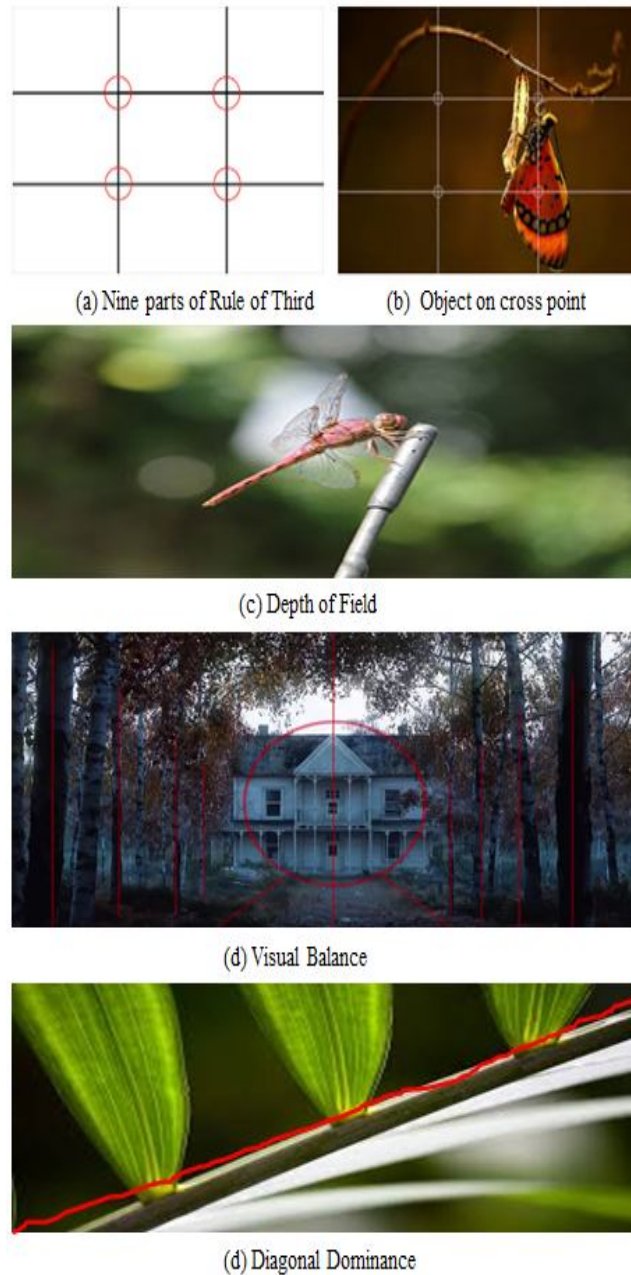 (a) Nine parts of Rule of Third
(b) Object on cross point
(c) Depth of Field
(d) Visual Balance
(d) Diagonal Dominance